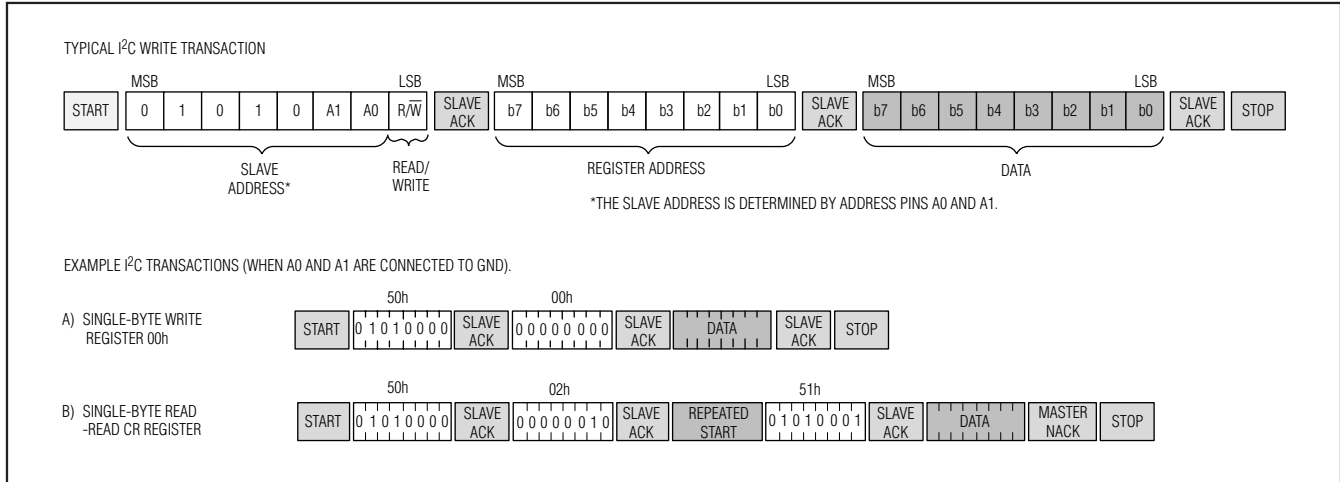 TYPICAL I2C WRITE TRANSACTION
MSB LSB MSB LSB MSB LSB
START 0 1 0 1 0 A1 A0 R/W̅ SLAVE ACK b7 b6 b5 b4 b3 b2 b1 b0 SLAVE ACK b7 b6 b5 b4 b3 b2 b1 b0 SLAVE ACK STOP
SLAVE ADDRESS*
READ/WRITE
REGISTER ADDRESS
DATA
*THE SLAVE ADDRESS IS DETERMINED BY ADDRESS PINS A0 AND A1.
EXAMPLE I2C TRANSACTIONS (WHEN A0 AND A1 ARE CONNECTED TO GND).
50h 00h
A) SINGLE-BYTE WRITE
REGISTER 00h
START 0 1 0 1 0 0 0 0 SLAVE ACK 0 0 0 0 0 0 0 0 SLAVE ACK DATA SLAVE ACK STOP
50h 02h 51h
B) SINGLE-BYTE READ
-READ CR REGISTER
START 0 1 0 1 0 0 0 0 SLAVE ACK 0 0 0 0 0 0 1 0 SLAVE ACK REPEATED START 0 1 0 1 0 0 0 1 SLAVE ACK DATA MASTER NACK STOP